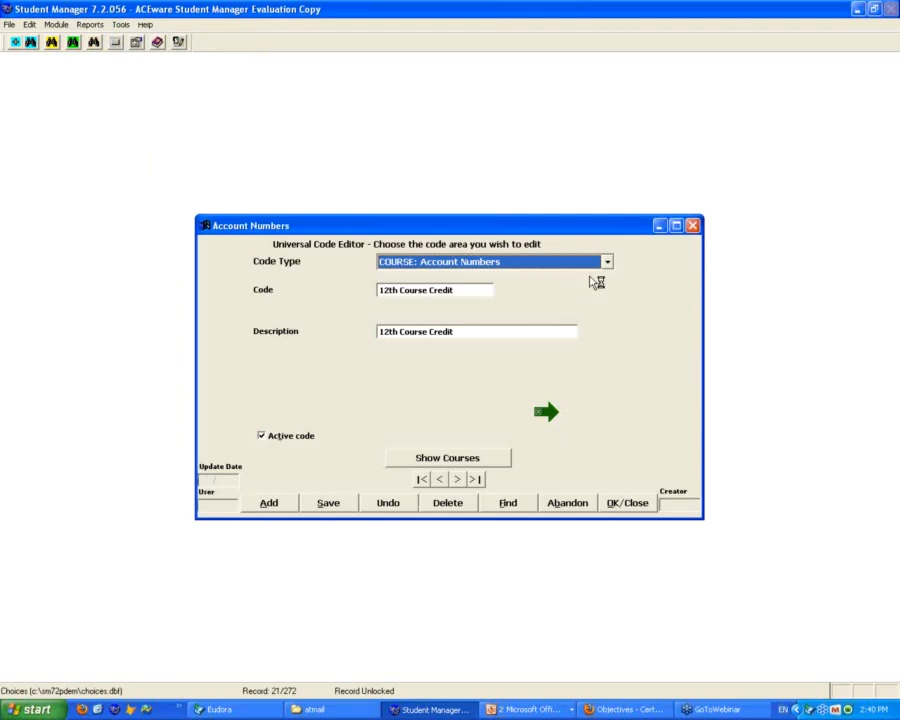 Student Manager 7.2.056 - ACEware Student Manager Evaluation Copy
File Edit Module Reports Tools Help
Account Numbers
Universal Code Editor - Choose the code area you wish to edit
Code Type COURSE: Account Numbers
Code 12th Course Credit
Description 12th Course Credit
Active code
Show Courses
Update Date
|< < > >|
User
Creator
/
Add Save Undo Delete Find Abandon OK/Close
Choices (c:\sm72pdem\choices.dbf) Record: 21/272 Record Unlocked
start Eudora atmail Student Manager... 2 Microsoft Offi... Objectives - Cert... GoToWebinar EN 2:40 PM